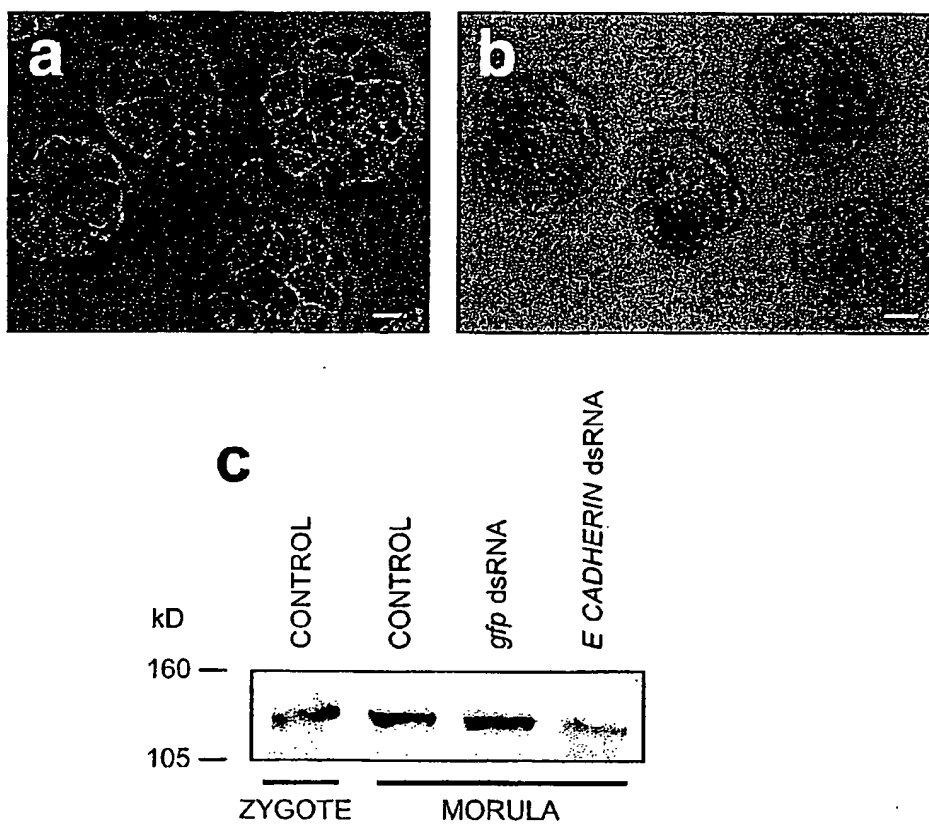 a
b
c
CONTROL
CONTROL
gfp dsRNA
E CADHERIN dsRNA
kD
160
105
ZYGOTE
MORULA